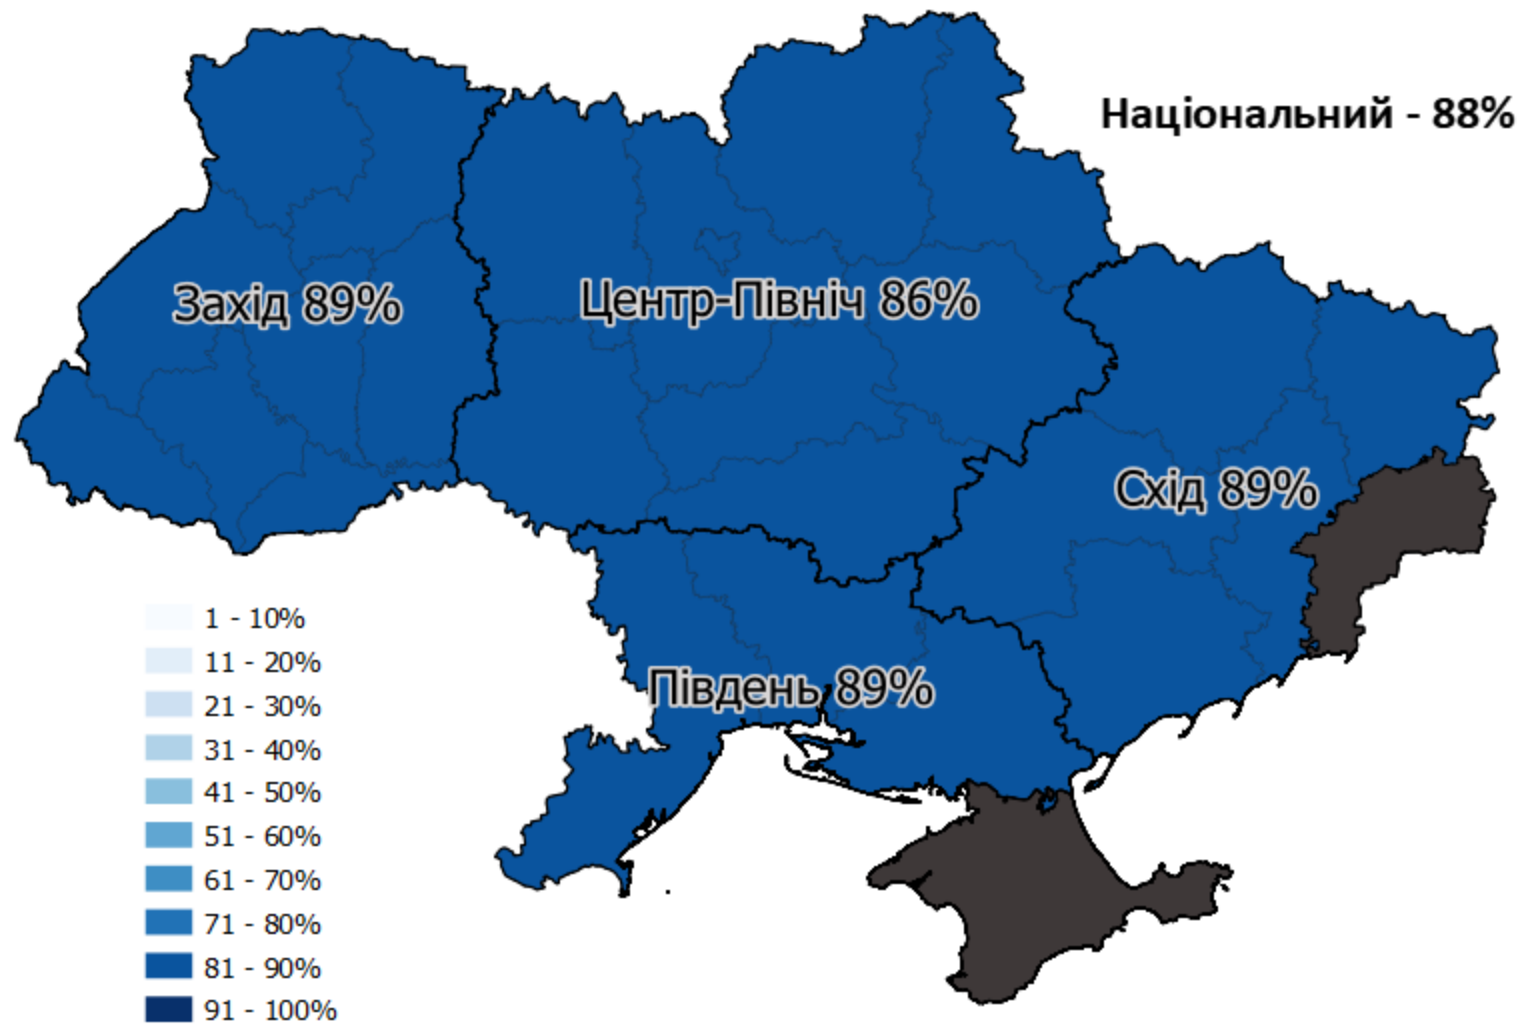 Національний - 88%
Захід 89%
Центр-Північ 86%
Схід 89%
Південь 89%
1 - 10%
11 - 20%
21 - 30%
31 - 40%
41 - 50%
51 - 60%
61 - 70%
71 - 80%
81 - 90%
91 - 100%